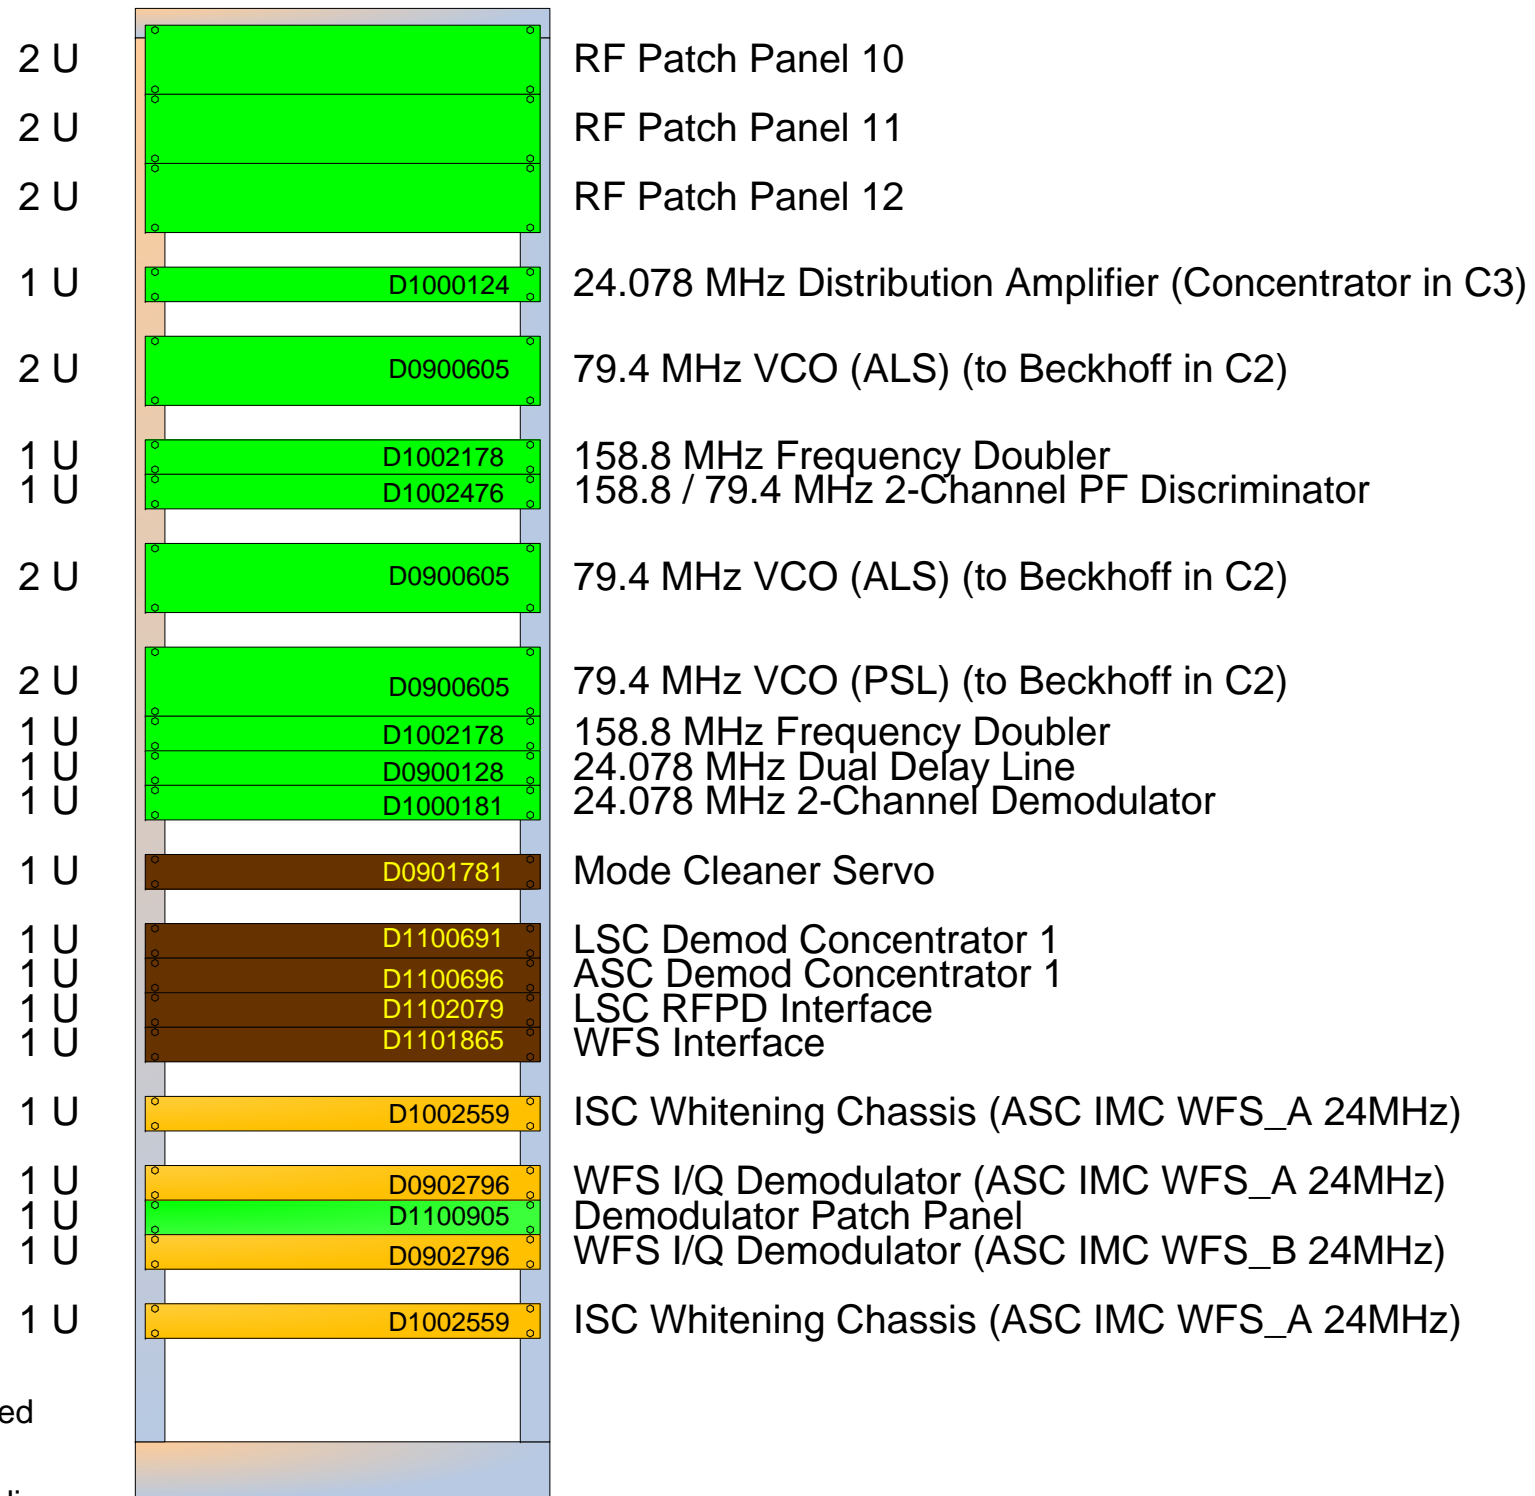 2 U RF Patch Panel 10
2 U RF Patch Panel 11
2 U RF Patch Panel 12
1 U D1000124 24.078 MHz Distribution Amplifier (Concentrator in C3)
2 U D0900605 79.4 MHz VCO (ALS) (to Beckhoff in C2)
1 U D1002178 158.8 MHz Frequency Doubler
1 U D1002476 158.8 / 79.4 MHz 2-Channel PF Discriminator
2 U D0900605 79.4 MHz VCO (ALS) (to Beckhoff in C2)
2 U D0900605 79.4 MHz VCO (PSL) (to Beckhoff in C2)
1 U D1002178 158.8 MHz Frequency Doubler
1 U D0900128 24.078 MHz Dual Delay Line
1 U D1000181 24.078 MHz 2-Channel Demodulator
1 U D0901781 Mode Cleaner Servo
1 U D1100691 LSC Demod Concentrator 1
1 U D1100696 ASC Demod Concentrator 1
1 U D1102079 LSC RFPD Interface
1 U D1101865 WFS Interface
1 U D1002559 ISC Whitening Chassis (ASC IMC WFS_A 24MHz)
1 U D0902796 WFS I/Q Demodulator (ASC IMC WFS_A 24MHz)
1 U D1100905 Demodulator Patch Panel
1 U D0902796 WFS I/Q Demodulator (ASC IMC WFS_B 24MHz)
1 U D1002559 ISC Whitening Chassis (ASC IMC WFS_A 24MHz)
ed